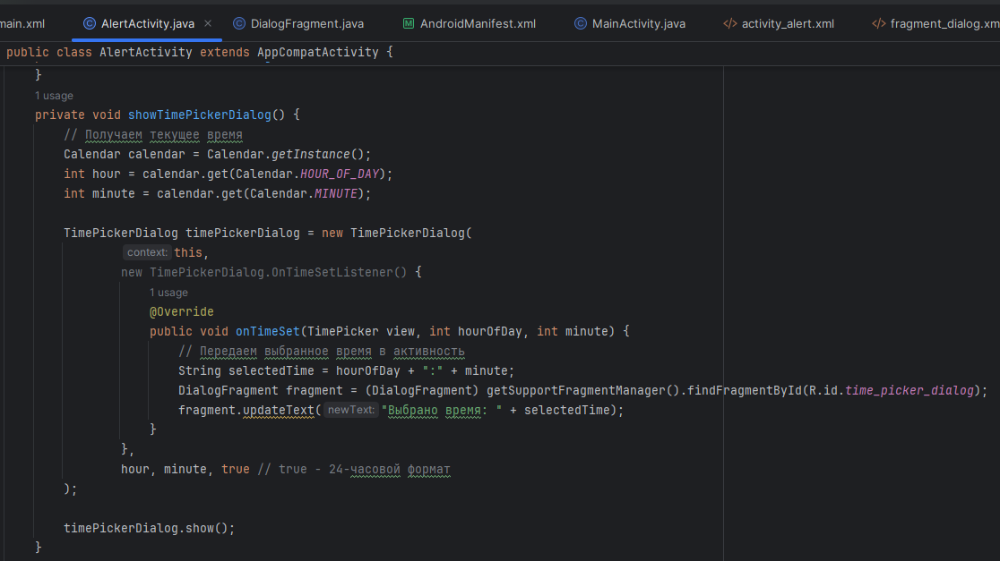 main.xml AlertActivity.java × DialogFragment.java AndroidManifest.xml MainActivity.java activity_alert.xml fragment_dialog.xm
public class AlertActivity extends AppCompatActivity {
}
1 usage
private void showTimePickerDialog() {
// Получаем текущее время
Calendar calendar = Calendar.getInstance();
int hour = calendar.get(Calendar.HOUR_OF_DAY);
int minute = calendar.get(Calendar.MINUTE);
TimePickerDialog timePickerDialog = new TimePickerDialog(
context: this,
new TimePickerDialog.OnTimeSetListener() {
1 usage
@Override
public void onTimeSet(TimePicker view, int hourOfDay, int minute) {
// Передаем выбранное время в активность
String selectedTime = hourOfDay + ":" + minute;
DialogFragment fragment = (DialogFragment) getSupportFragmentManager().findFragmentById(R.id.time_picker_dialog);
fragment.updateText( newText: "Выбрано время: " + selectedTime);
}
},
hour, minute, true // true - 24-часовой формат
);
timePickerDialog.show();
}